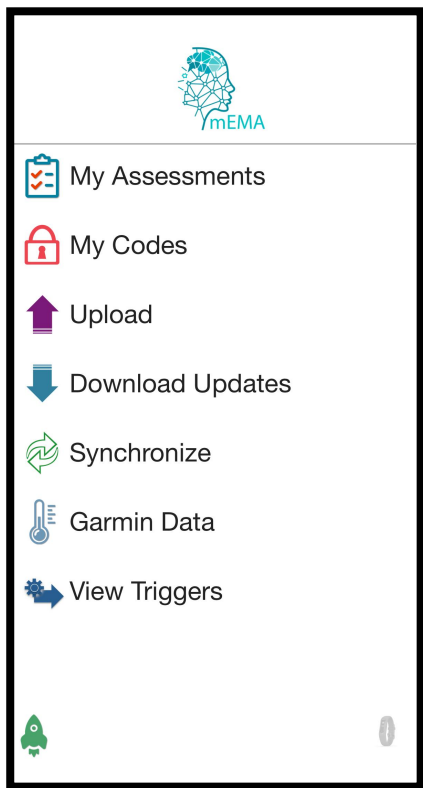 mEMA
My Assessments
My Codes
Upload
Download Updates
Synchronize
Garmin Data
View Triggers